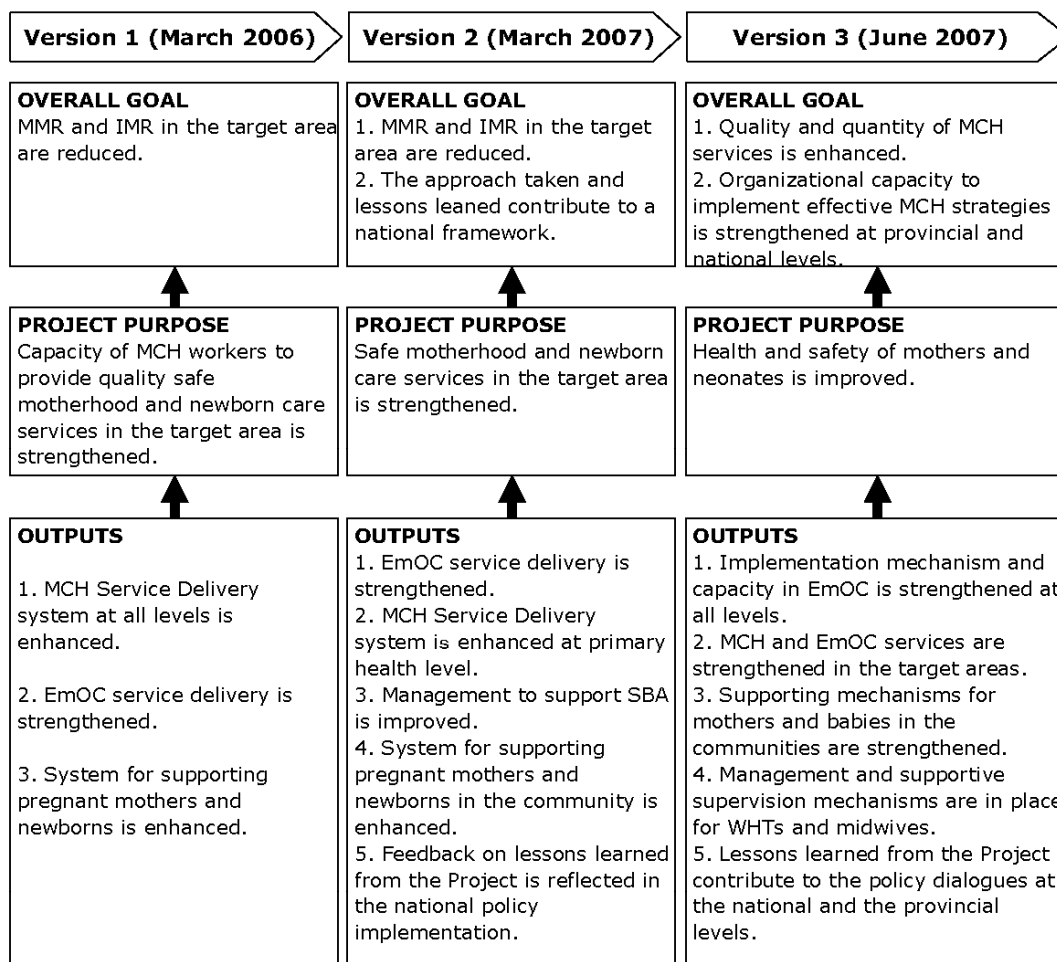 Version 1 (March 2006)
Version 2 (March 2007)
Version 3 (June 2007)
OVERALL GOAL
MMR and IMR in the target area
are reduced.
OVERALL GOAL
1. MMR and IMR in the target
area are reduced.
2. The approach taken and
lessons leaned contribute to a
national framework.
OVERALL GOAL
1. Quality and quantity of MCH
services is enhanced.
2. Organizational capacity to
implement effective MCH strategies
is strengthened at provincial and
national levels.
PROJECT PURPOSE
Capacity of MCH workers to
provide quality safe
motherhood and newborn care
services in the target area is
strengthened.
PROJECT PURPOSE
Safe motherhood and newborn
care services in the target area
is strengthened.
PROJECT PURPOSE
Health and safety of mothers and
neonates is improved.
OUTPUTS
1. MCH Service Delivery
system at all levels is
enhanced.
2. EmOC service delivery is
strengthened.
3. System for supporting
pregnant mothers and
newborns is enhanced.
OUTPUTS
1. EmOC service delivery is
strengthened.
2. MCH Service Delivery
system is enhanced at primary
health level.
3. Management to support SBA
is improved.
4. System for supporting
pregnant mothers and
newborns in the community is
enhanced.
5. Feedback on lessons learned
from the Project is reflected in
the national policy
implementation.
OUTPUTS
1. Implementation mechanism and
capacity in EmOC is strengthened at
all levels.
2. MCH and EmOC services are
strengthened in the target areas.
3. Supporting mechanisms for
mothers and babies in the
communities are strengthened.
4. Management and supportive
supervision mechanisms are in place
for WHTs and midwives.
5. Lessons learned from the Project
contribute to the policy dialogues at
the national and the provincial
levels.